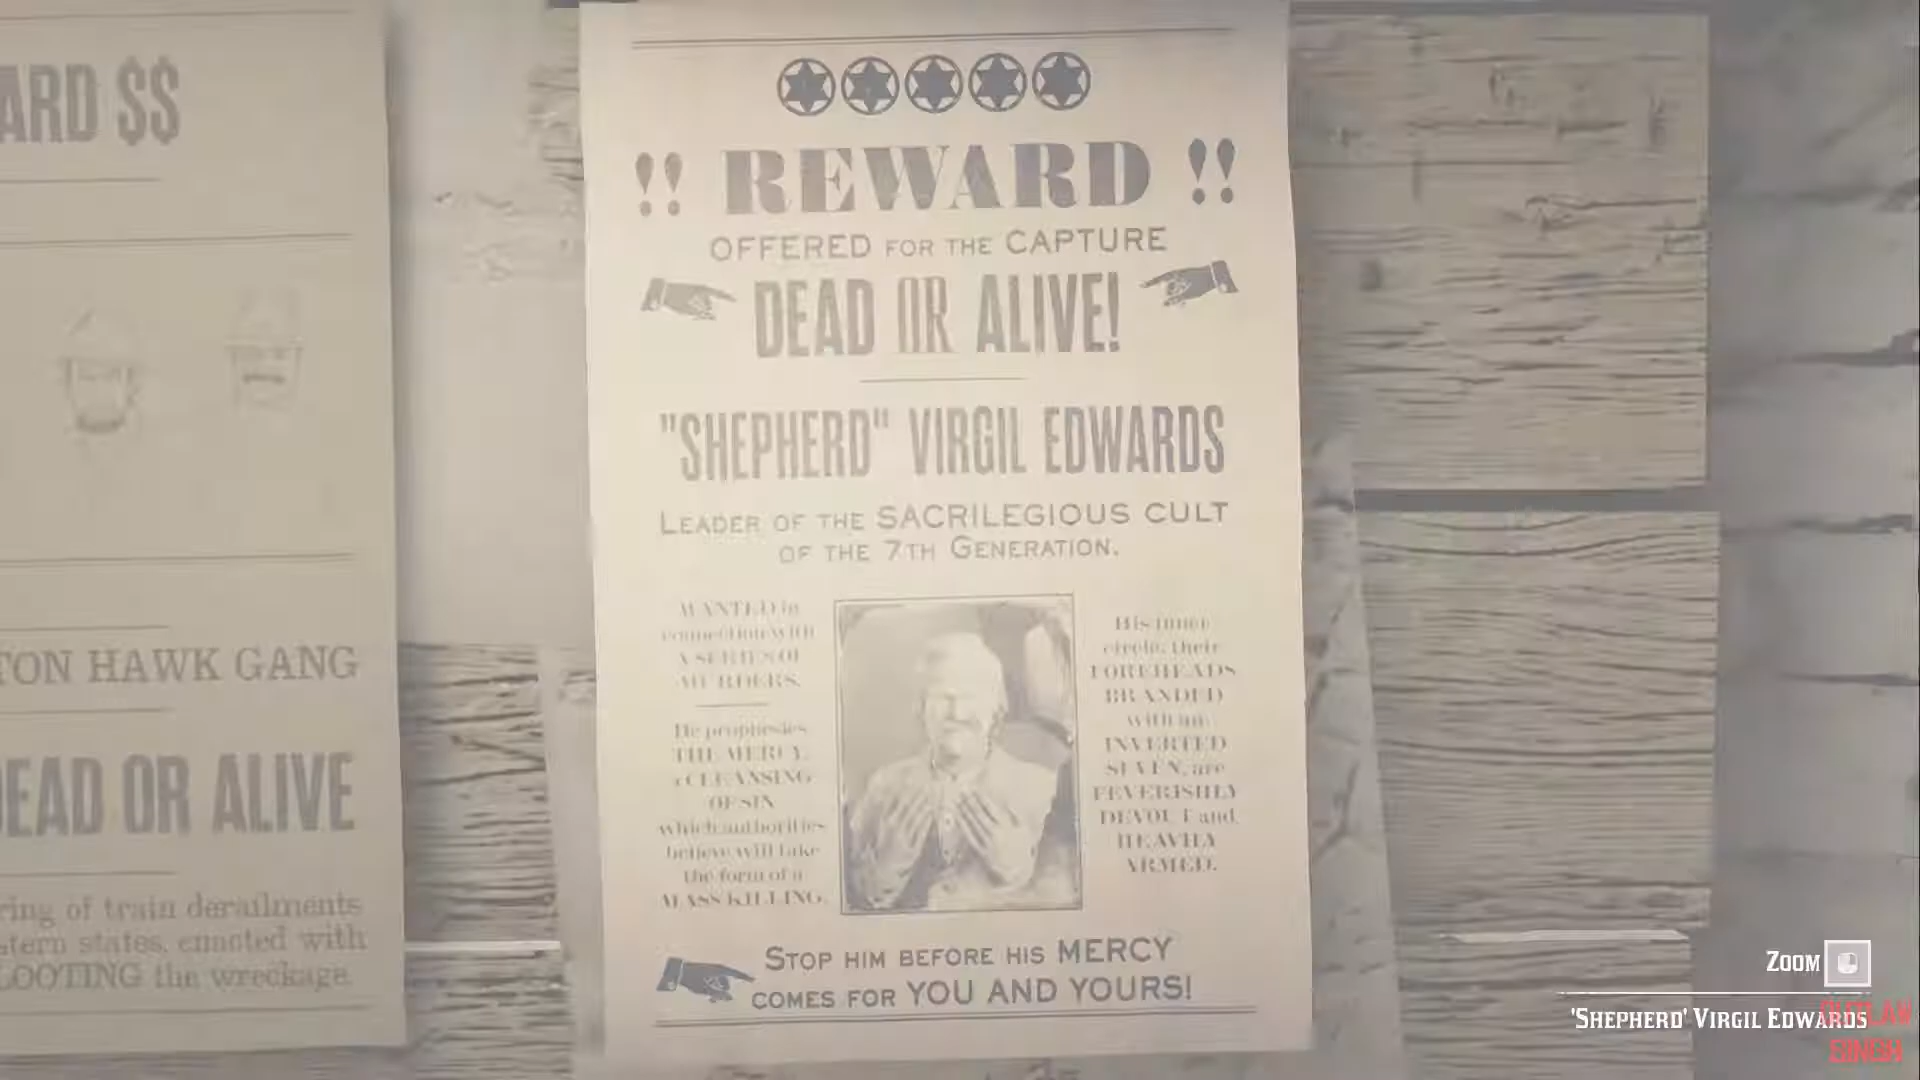 ARD $$
TON HAWK GANG
DEAD OR ALIVE
ring of train derailments
stern states, enacted with
LOOTING the wreckage.
!! REWARD !!
OFFERED FOR THE CAPTURE
DEAD OR ALIVE!
"SHEPHERD" VIRGIL EDWARDS
LEADER OF THE SACRILEGIOUS CULT
OF THE 7TH GENERATION.
WANTED in
connection with
A SERIES OF
MURDERS.
He prophesies
THE MERCY,
a CLEANSING
OF SIN
which authorities
believe will take
the form of a
MASS KILLING.
His inner
circle, their
FOREHEADS
BRANDED
with an
INVERTED
SEVEN, are
FEVERISHLY
DEVOUT and
HEAVILY
ARMED.
STOP HIM BEFORE HIS MERCY
COMES FOR YOU AND YOURS!
ZOOM
'SHEPHERD' VIRGIL EDWARDS
OUTLAW
SINGH